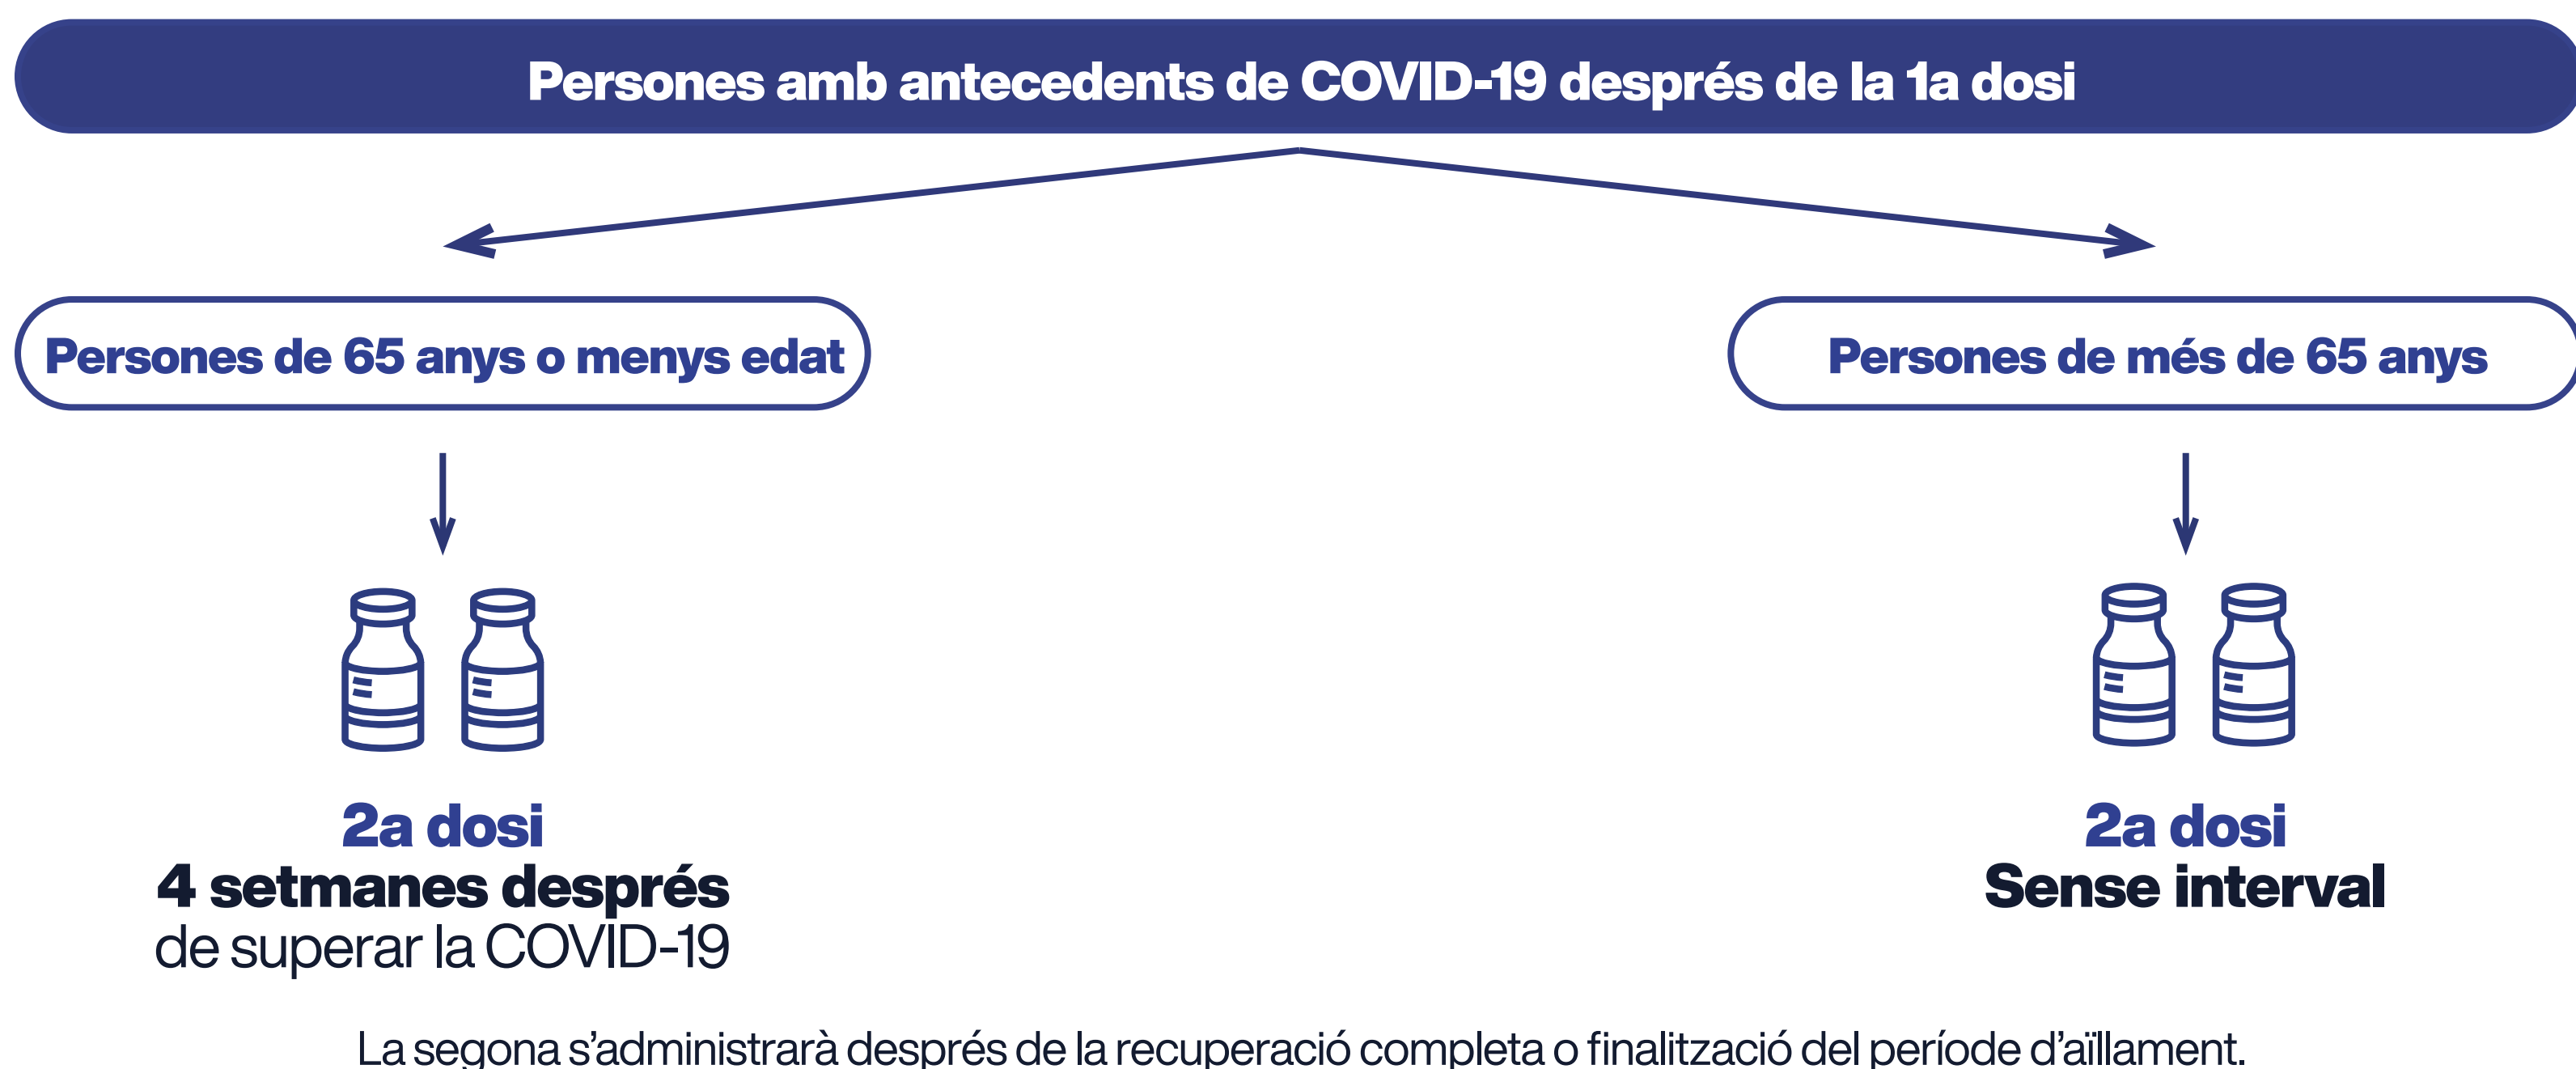 Persones amb antecedents de COVID-19 després de la 1a dosi
Persones de 65 anys o menys edat
Persones de més de 65 anys
2a dosi
4 setmanes després
de superar la COVID-19
2a dosi
Sense interval
La segona s’administrarà després de la recuperació completa o finalització del període d’aïllament.